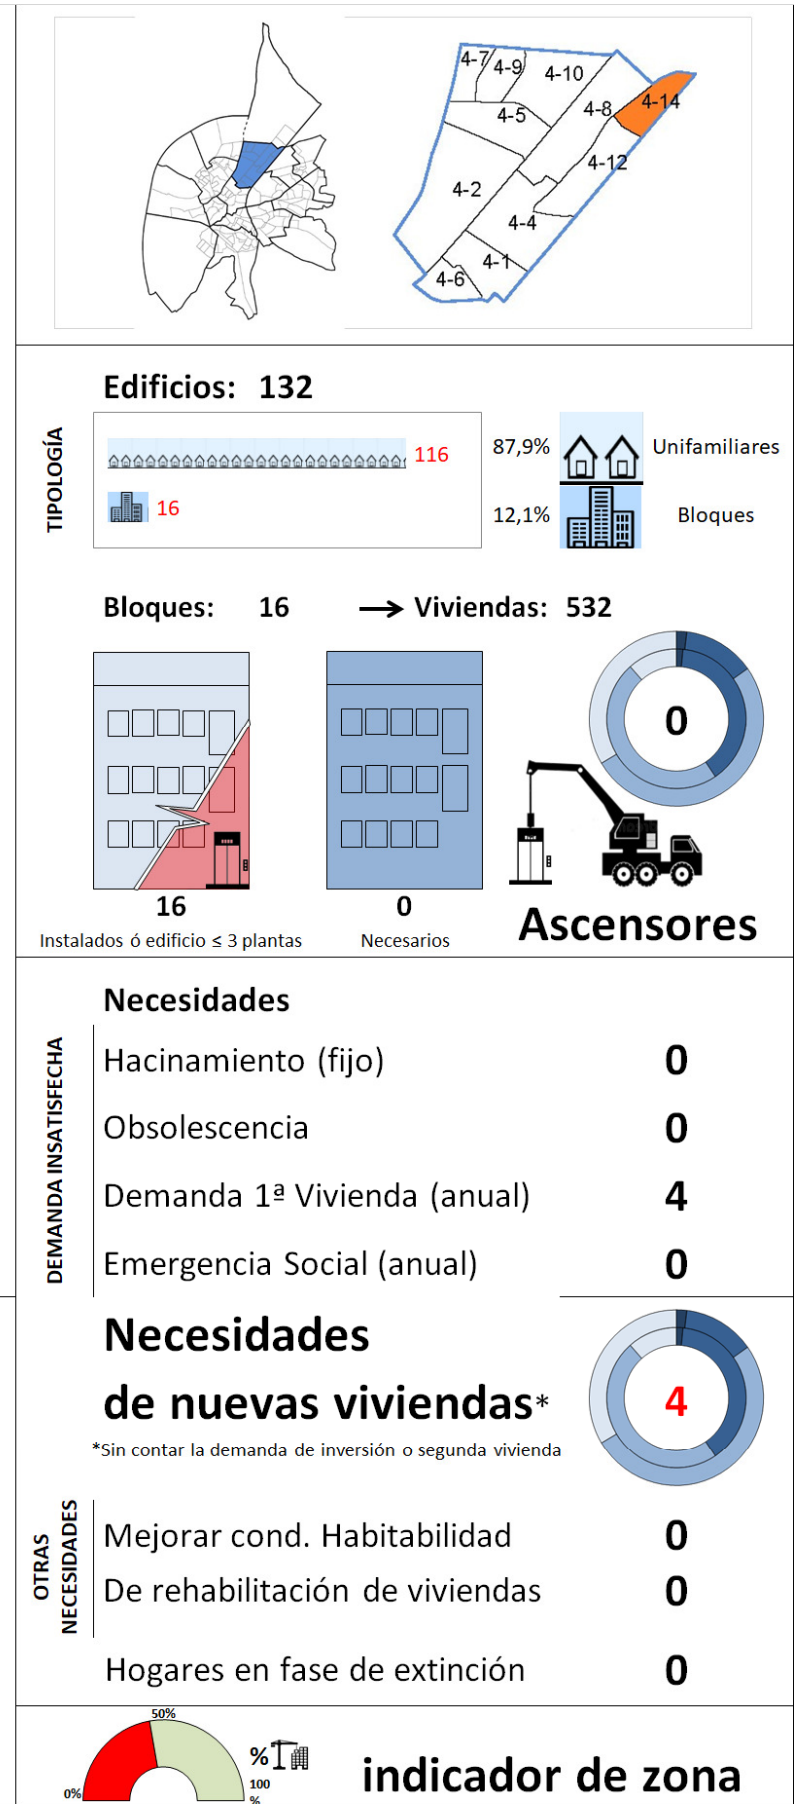 4-7
4-9
4-10
4-5
4-8
4-14
4-12
4-2
4-4
4-1
4-6
Edificios: 132
TIPOLOGÍA
116
87,9%
Unifamiliares
16
12,1%
Bloques
Bloques: 16 Viviendas: 532
0
16
0
Instalados ó edificio ≤ 3 plantas
Necesarios
Ascensores
DEMANDA INSATISFECHA
Necesidades
Hacinamiento (fijo) 0
Obsolescencia 0
Demanda 1ª Vivienda (anual) 4
Emergencia Social (anual) 0
Necesidades
de nuevas viviendas*
4
*Sin contar la demanda de inversión o segunda vivienda
OTRAS
NECESIDADES
Mejorar cond. Habitabilidad 0
De rehabilitación de viviendas 0
Hogares en fase de extinción 0
50%
%
0%
100
%
indicador de zona